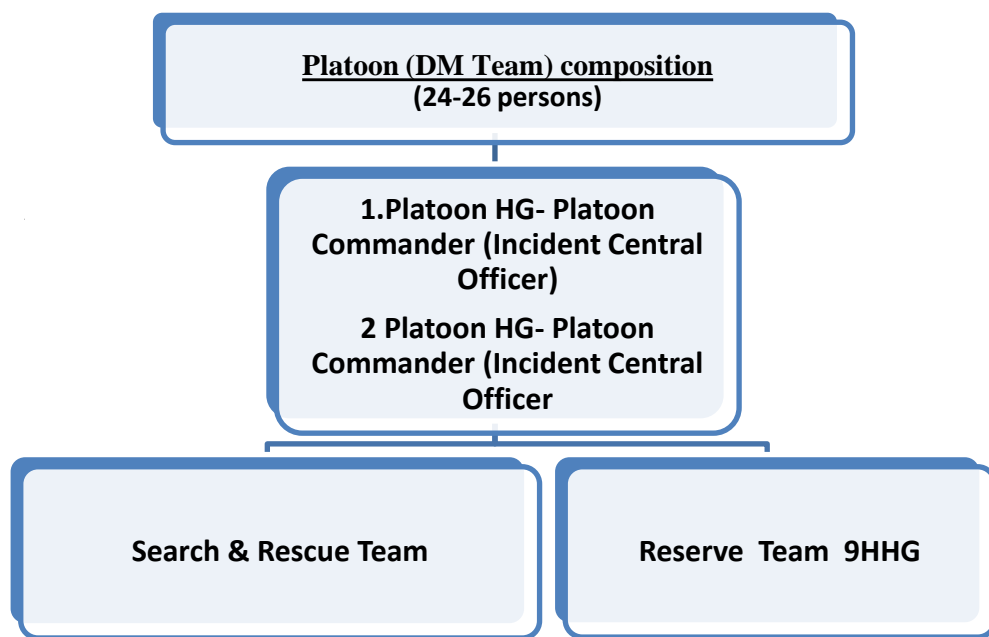 Platoon (DM Team) composition
(24-26 persons)
1.Platoon HG- Platoon
Commander (Incident Central
Officer)
2 Platoon HG- Platoon
Commander (Incident Central
Officer
Search & Rescue Team
Reserve Team 9HHG